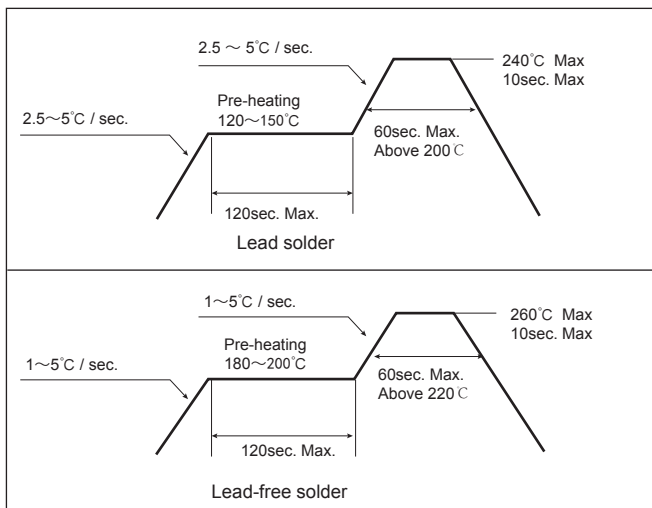 2.5 ~ 5℃ / sec.
240℃ Max
10sec. Max
Pre-heating
120~150℃
2.5~5℃ / sec.
60sec. Max.
Above 200℃
120sec. Max.
Lead solder
1~5℃ / sec.
260℃ Max
10sec. Max
Pre-heating
180~200℃
1~5℃ / sec.
60sec. Max.
Above 220℃
120sec. Max.
Lead-free solder